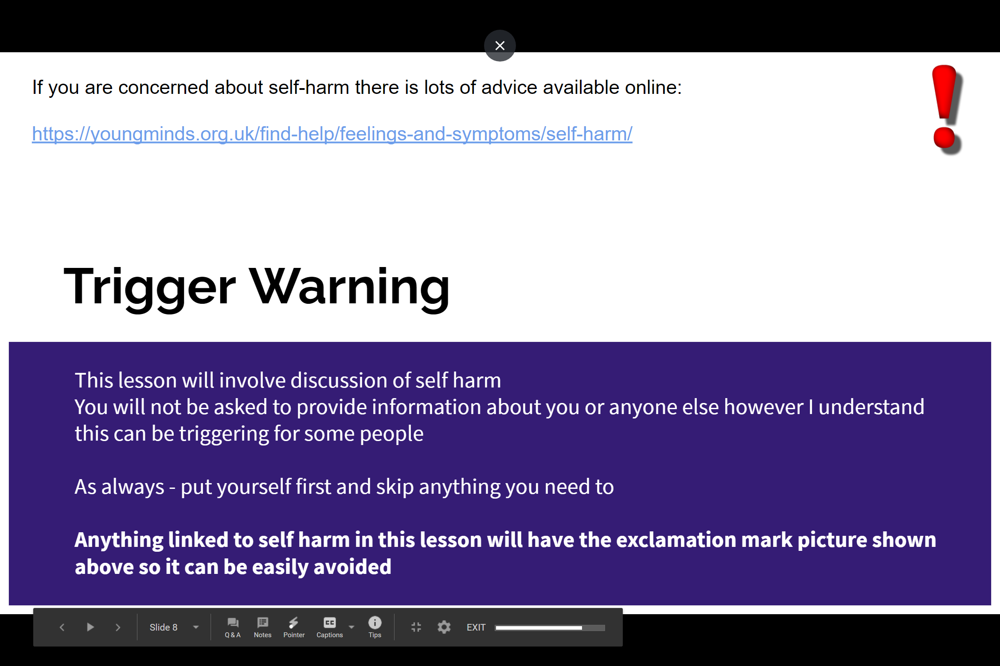 If you are concerned about self-harm there is lots of advice available online:
https://youngminds.org.uk/find-help/feelings-and-symptoms/self-harm/
Trigger Warning
This lesson will involve discussion of self harm
You will not be asked to provide information about you or anyone else however I understand
this can be triggering for some people
As always - put yourself first and skip anything you need to
Anything linked to self harm in this lesson will have the exclamation mark picture shown
above so it can be easily avoided
Slide 8
Q & A
Notes
Pointer
CC
Captions
Tips
EXIT